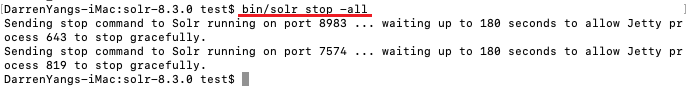 [DarrenYangs-iMac:solr-8.3.0 test$ bin/solr stop -all ]
Sending stop command to Solr running on port 8983 ... waiting up to 180 seconds to allow Jetty pr
ocess 643 to stop gracefully.
Sending stop command to Solr running on port 7574 ... waiting up to 180 seconds to allow Jetty pr
ocess 819 to stop gracefully.
DarrenYangs-iMac:solr-8.3.0 test$